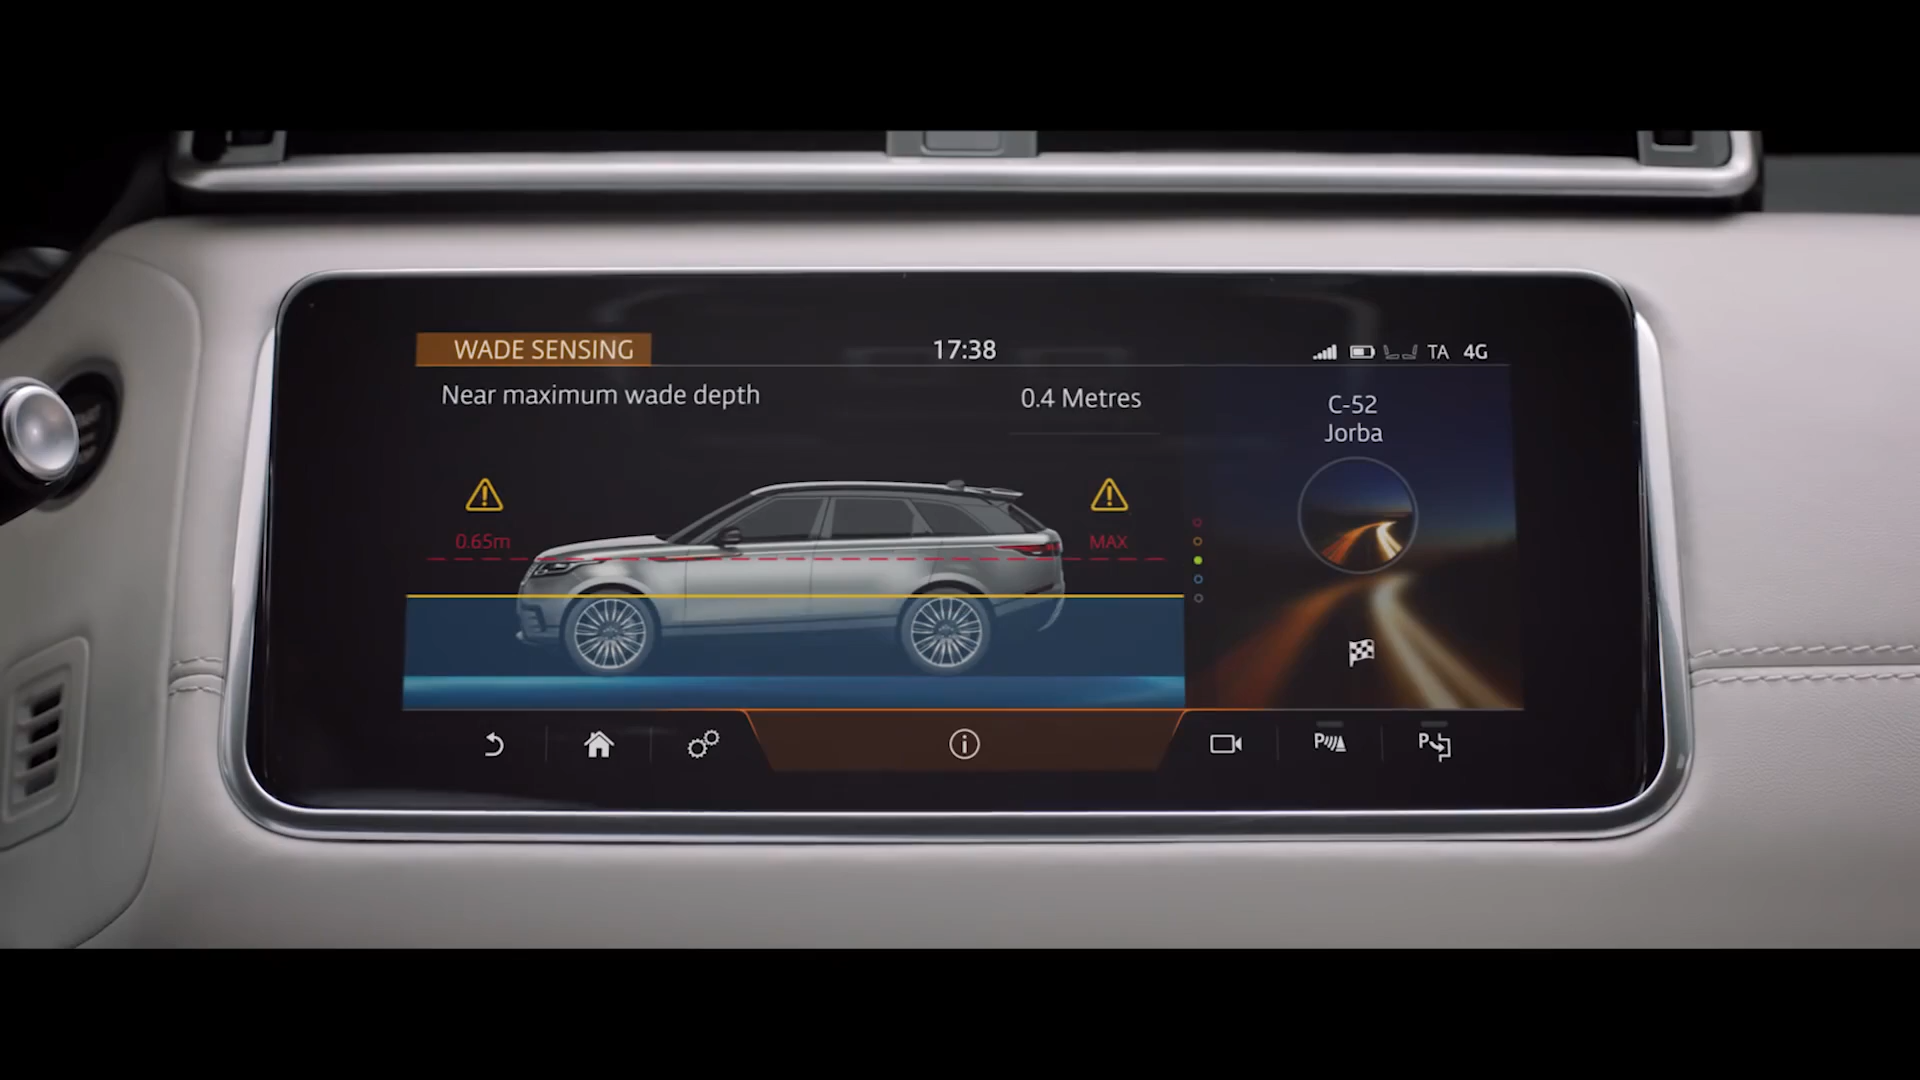 WADE SENSING
17:38
TA 4G
Near maximum wade depth
0.4 Metres
C-52
Jorba
0.65m
MAX
P
P